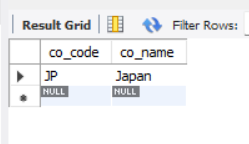 Result Grid Filter Rows:
co_code co_name
JP Japan
NULL NULL